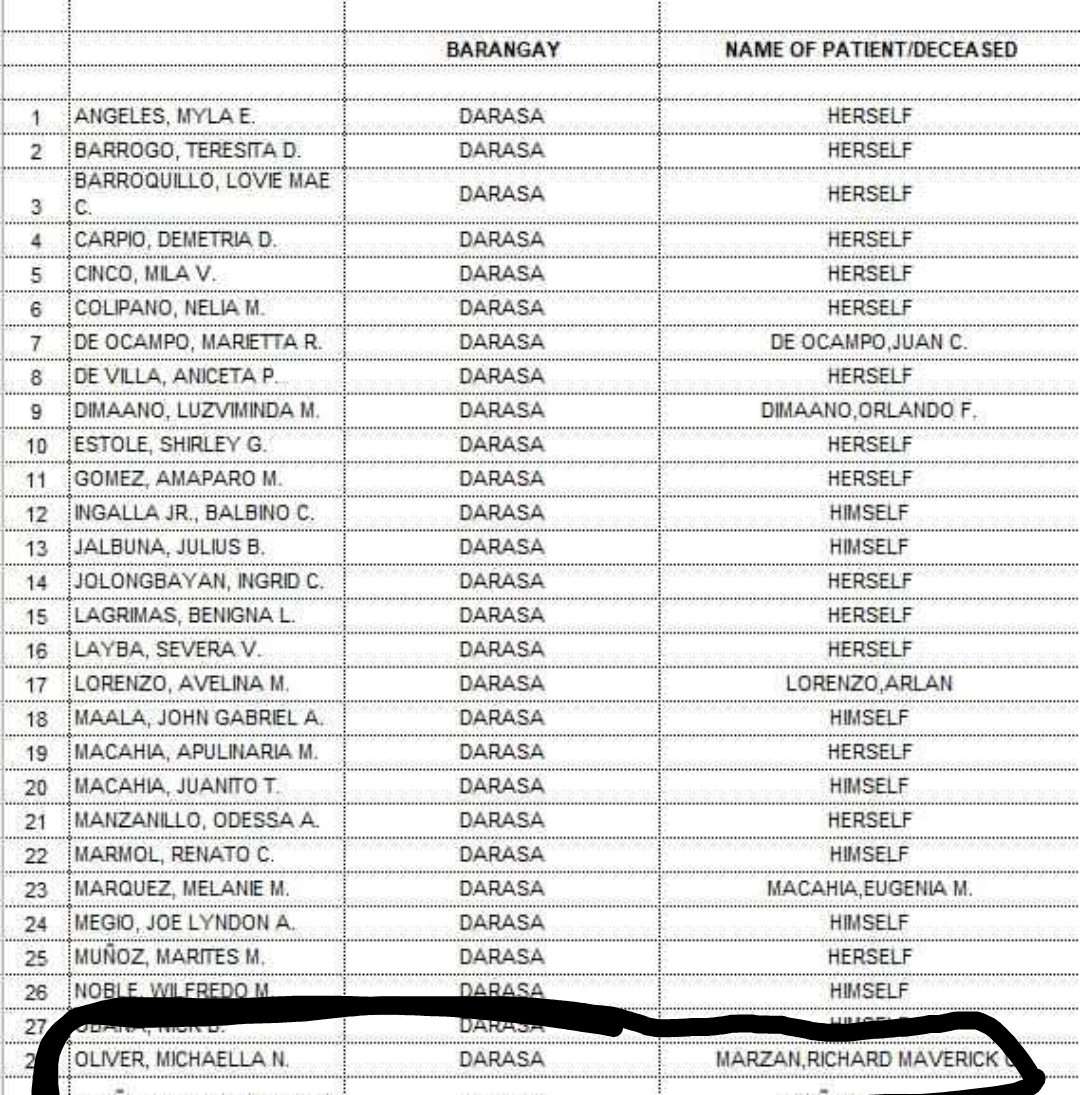 BARANGAY NAME OF PATIENT/DECEASED
1 ANGELES, MYLA E. DARASA HERSELF
2 BARROGO, TERESITA D. DARASA HERSELF
BARROQUILLO, LOVIE MAE
3 C. DARASA HERSELF
4 CARPIO, DEMETRIA D. DARASA HERSELF
5 CINCO, MILA V. DARASA HERSELF
6 COLIPANO, NELIA M. DARASA HERSELF
7 DE OCAMPO, MARIETTA R. DARASA DE OCAMPO,JUAN C.
8 DE VILLA, ANICETA P. DARASA HERSELF
9 DIMAANO, LUZVIMINDA M. DARASA DIMAANO,ORLANDO F.
10 ESTOLE, SHIRLEY G. DARASA HERSELF
11 GOMEZ, AMAPARO M. DARASA HERSELF
12 INGALLA JR., BALBINO C. DARASA HIMSELF
13 JALBUNA, JULIUS B. DARASA HIMSELF
14 JOLONGBAYAN, INGRID C. DARASA HERSELF
15 LAGRIMAS, BENIGNA L. DARASA HERSELF
16 LAYBA, SEVERA V. DARASA HERSELF
17 LORENZO, AVELINA M. DARASA LORENZO,ARLAN
18 MAALA, JOHN GABRIEL A. DARASA HIMSELF
19 MACAHIA, APULINARIA M. DARASA HERSELF
20 MACAHIA, JUANITO T. DARASA HIMSELF
21 MANZANILLO, ODESSA A. DARASA HERSELF
22 MARMOL, RENATO C. DARASA HIMSELF
23 MARQUEZ, MELANIE M. DARASA MACAHIA,EUGENIA M.
24 MEGIO, JOE LYNDON A. DARASA HIMSELF
25 MUÑOZ, MARITES M. DARASA HERSELF
26 NOBLE, WILFREDO M. DARASA HIMSELF
27 DARASA
OLIVER, MICHAELLA N. DARASA MARZAN,RICHARD MAVERICK